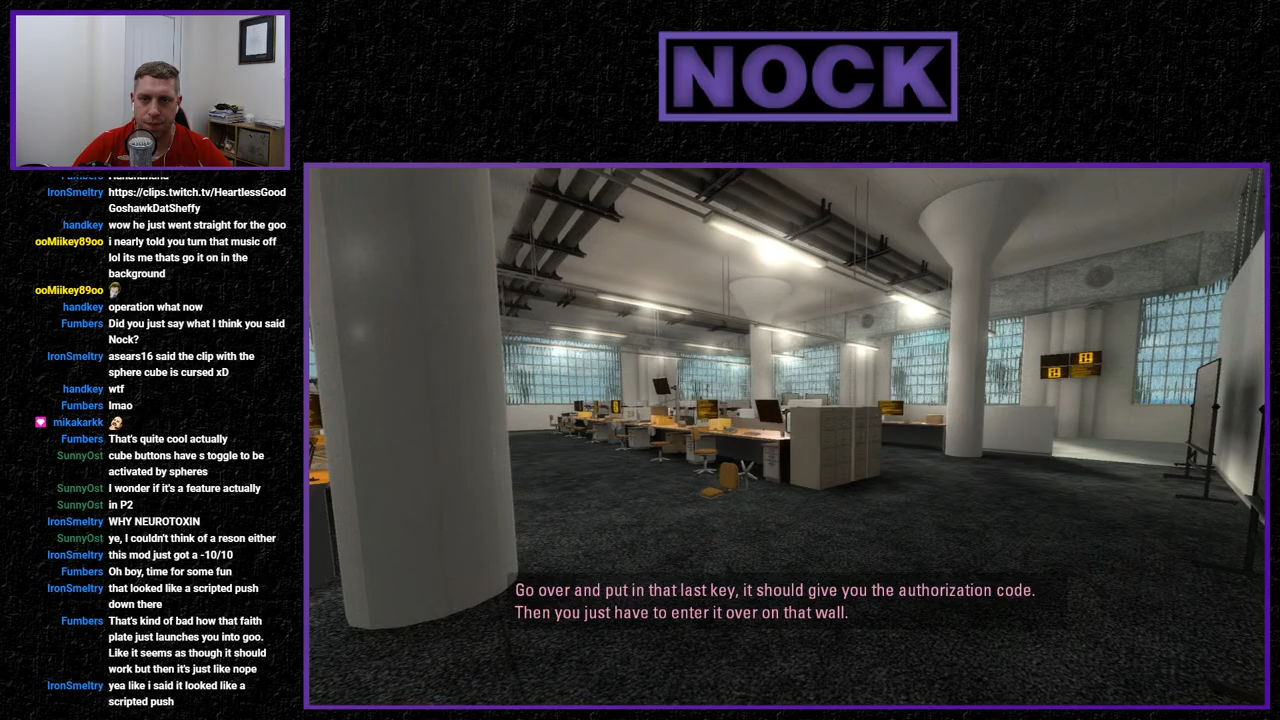 NOCK
IronSmeltry https://clips.twitch.tv/HeartlessGood
GoshawkDatSheffy
handkey wow he just went straight for the goo
ooMiikey89oo i nearly told you turn that music off
lol its me thats go it on in the
background
ooMiikey89oo
handkey operation what now
Fumbers Did you just say what I think you said
Nock?
IronSmeltry asears16 said the clip with the
sphere cube is cursed xD
handkey wtf
Fumbers lmao
mikakarkk
Fumbers That's quite cool actually
SunnyOst cube buttons have s toggle to be
activated by spheres
SunnyOst I wonder if it's a feature actually
SunnyOst in P2
IronSmeltry WHY NEUROTOXIN
SunnyOst ye, I couldn't think of a reson either
IronSmeltry this mod just got a -10/10
Fumbers Oh boy, time for some fun
IronSmeltry that looked like a scripted push
down there
Fumbers That's kind of bad how that faith
plate just launches you into goo.
Like it seems as though it should
work but then it's just like nope
IronSmeltry yea like i said it looked like a
scripted push
Go over and put in that last key, it should give you the authorization code.
Then you just have to enter it over on that wall.